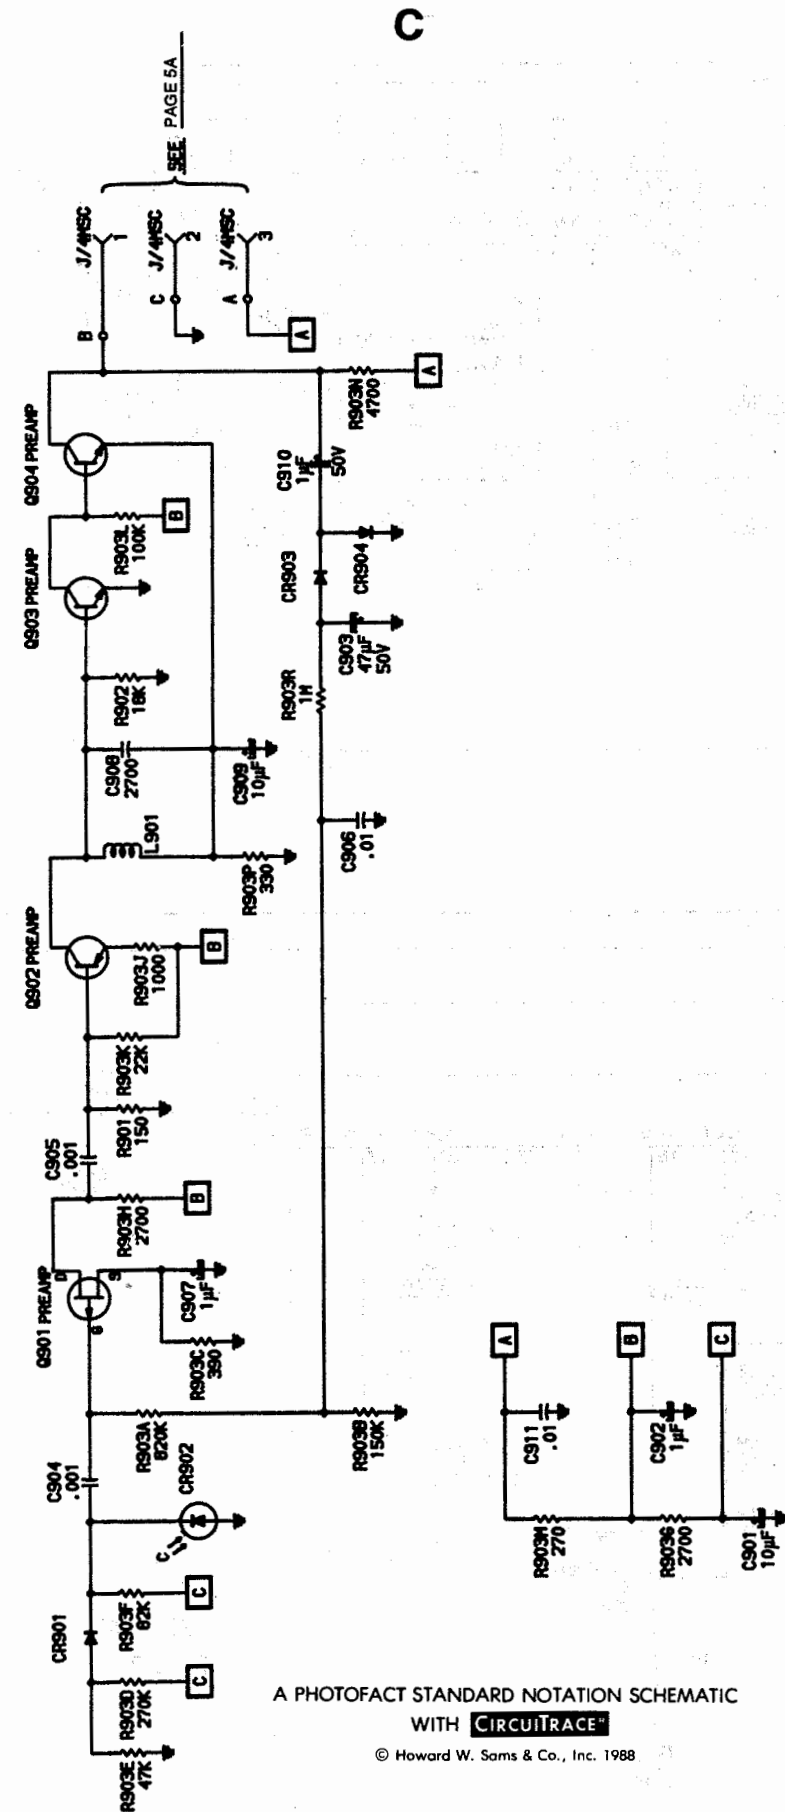 C
SEE PAGE 5A
J/4MSC
1
J/4MSC
2
J/4MSC
3
B
C
A
A
A
R903N
4700
Q904 PREAMP
C910
1µF
50V
R903L
100K
B
Q903 PREAMP
CR903
CR904
C903
47µF
50V
R902
18K
R903R
1M
C908
2700
C909
10µF
L901
C906
.01
R903P
330
Q902 PREAMP
R903J
1000
B
R903K
22K
R901
150
C905
.001
R903H
2700
B
Q901 PREAMP
D
S
G
C907
1µF
R903C
390
R903A
820K
R903B
150K
C904
.001
CR902
C
CR901
R903F
82K
C
R903D
270K
C
R903E
47K
A
B
C
C911
.01
C902
1µF
R903M
270
R903G
2700
C901
10µF
A PHOTOFACT STANDARD NOTATION SCHEMATIC
WITH CIRCUITRACE®
© Howard W. Sams & Co., Inc. 1988